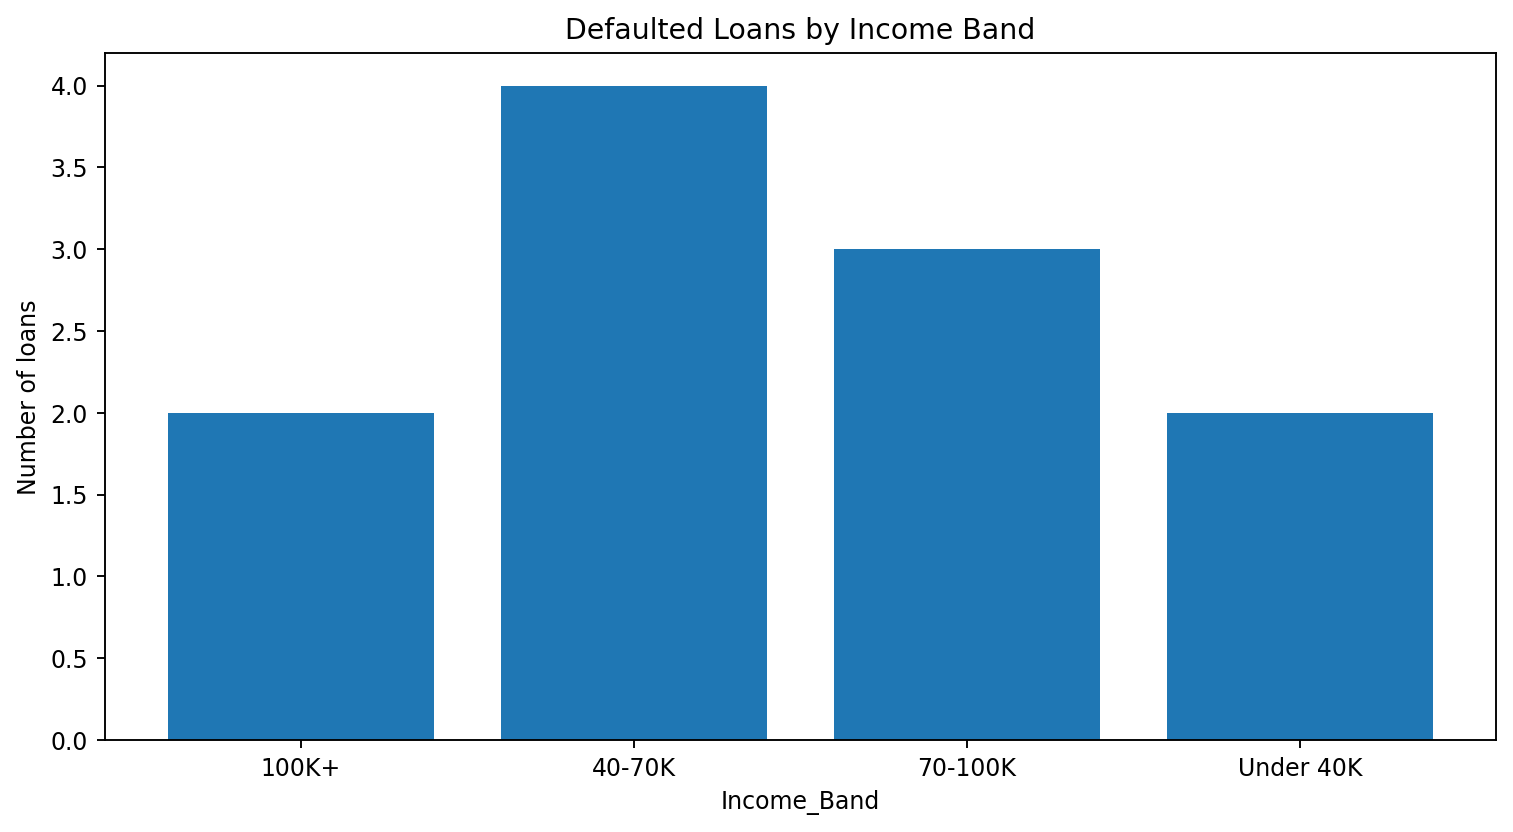 Defaulted Loans by Income Band
Number of loans
4.0
3.5
3.0
2.5
2.0
1.5
1.0
0.5
0.0
100K+
40-70K
70-100K
Under 40K
Income_Band